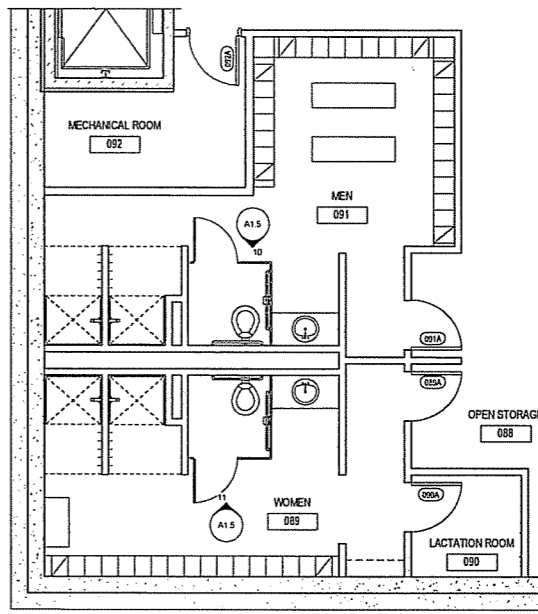 092A
MECHANICAL ROOM
092
MEN
091
A1.5
10
091A
089A
OPEN STORAGE
088
11
WOMEN
089
A1.5
090A
LACTATION ROOM
090